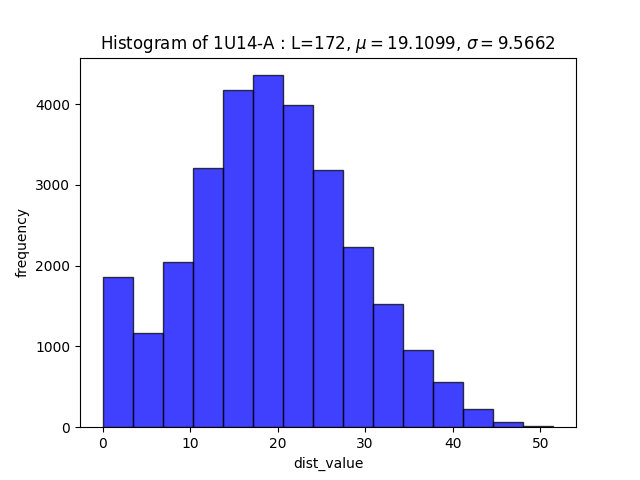 Histogram of 1U14-A : L=172, μ = 19.1099, σ = 9.5662
4000
3000
2000
1000
0
frequency
0 10 20 30 40 50
dist_value